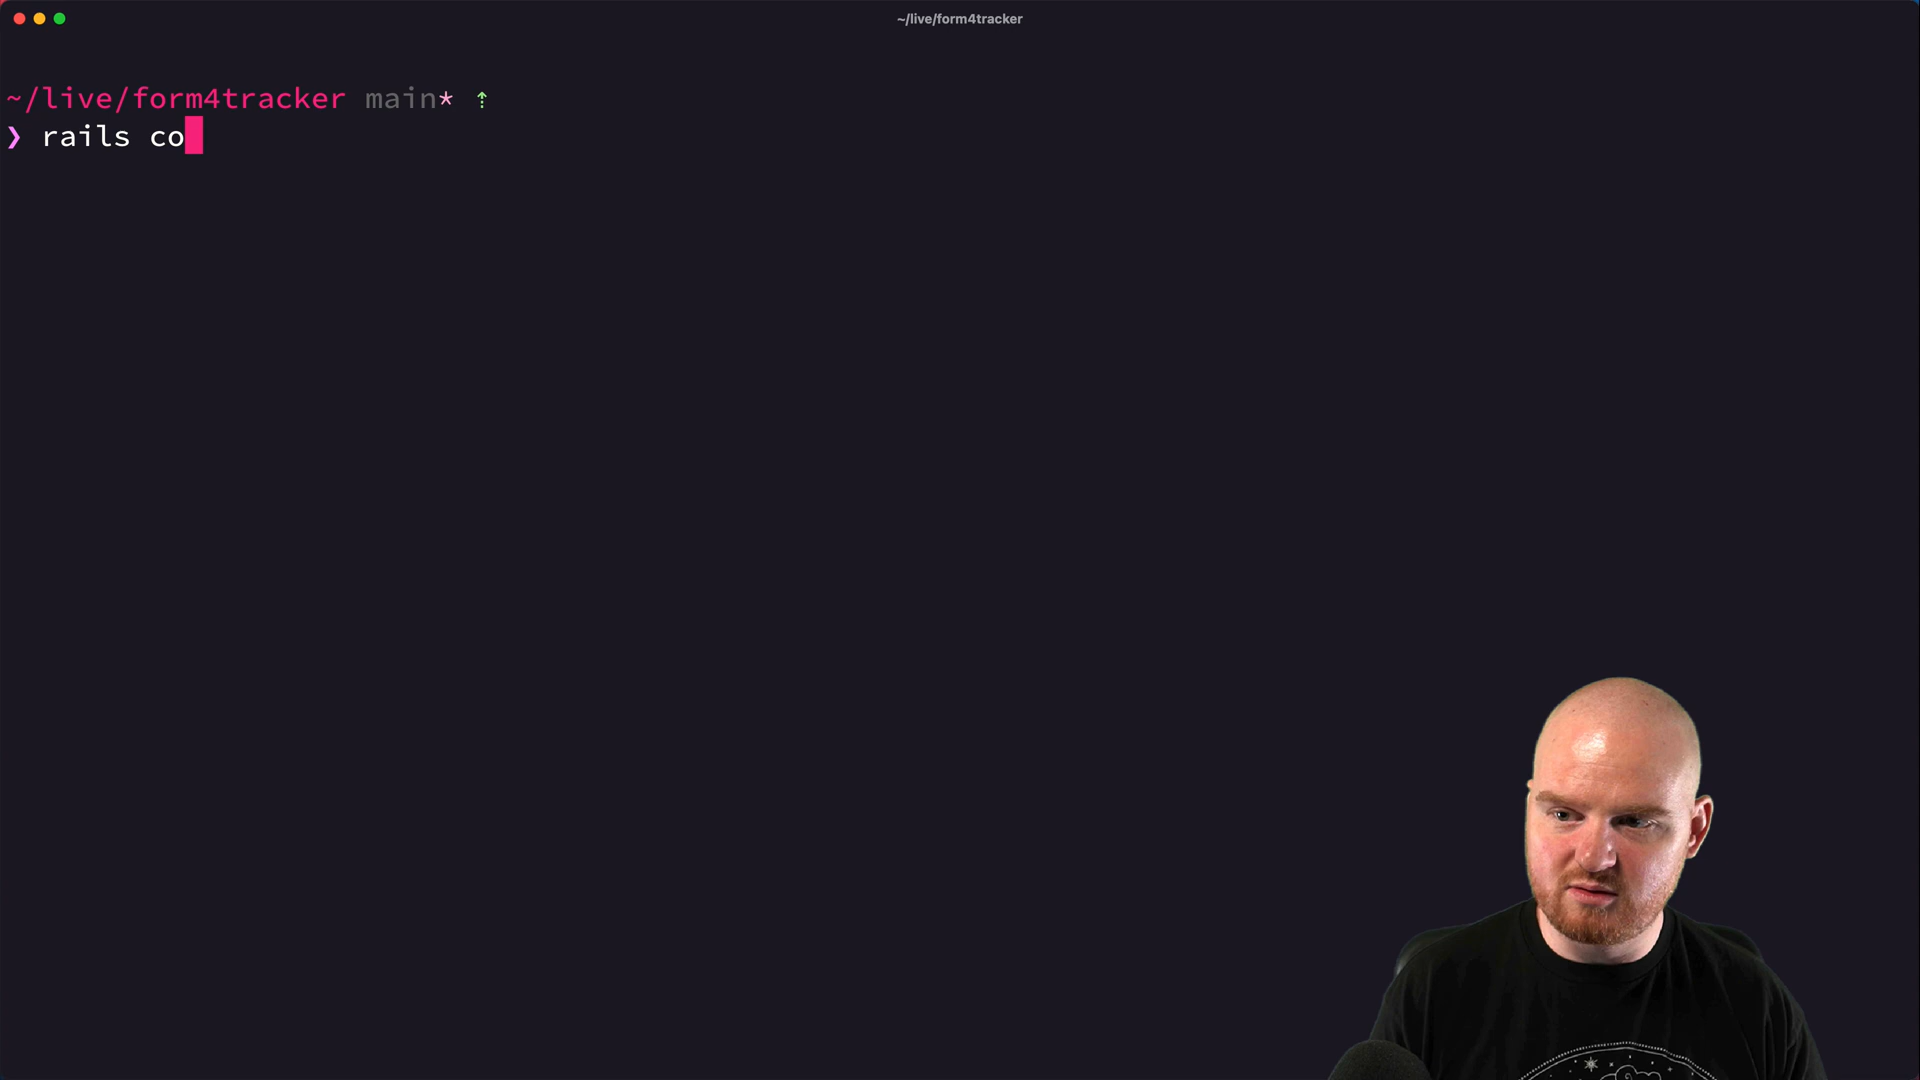 ~/live/form4tracker
~/live/form4tracker main* ⇡
❯ rails co